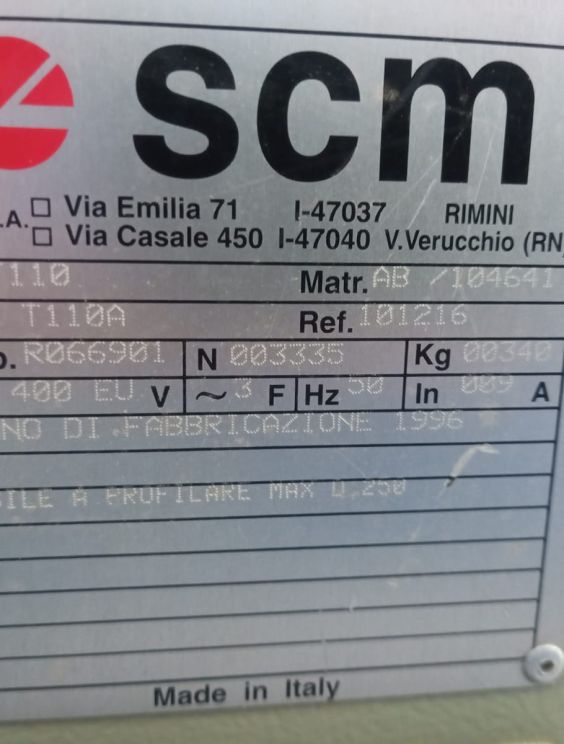 scm
.A. □ Via Emilia 71 I-47037 RIMINI
□ Via Casale 450 I-47040 V.Verucchio (RN
T110 Matr. AB /104641
T110A Ref. 101216
o. R066901 N 003335 Kg 00340
400 EU V ~ 3 F Hz 50 In 009 A
NO DI FABBRICAZIONE 1996
ILE A PROFILARE MAX D.250
Made in Italy